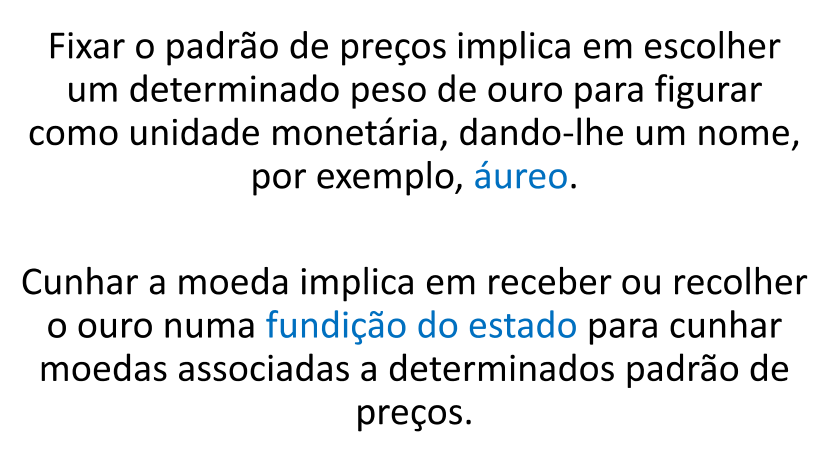 Fixar o padrão de preços implica em escolher
um determinado peso de ouro para figurar
como unidade monetária, dando-lhe um nome,
por exemplo, áureo.
Cunhar a moeda implica em receber ou recolher
o ouro numa fundição do estado para cunhar
moedas associadas a determinados padrão de
preços.